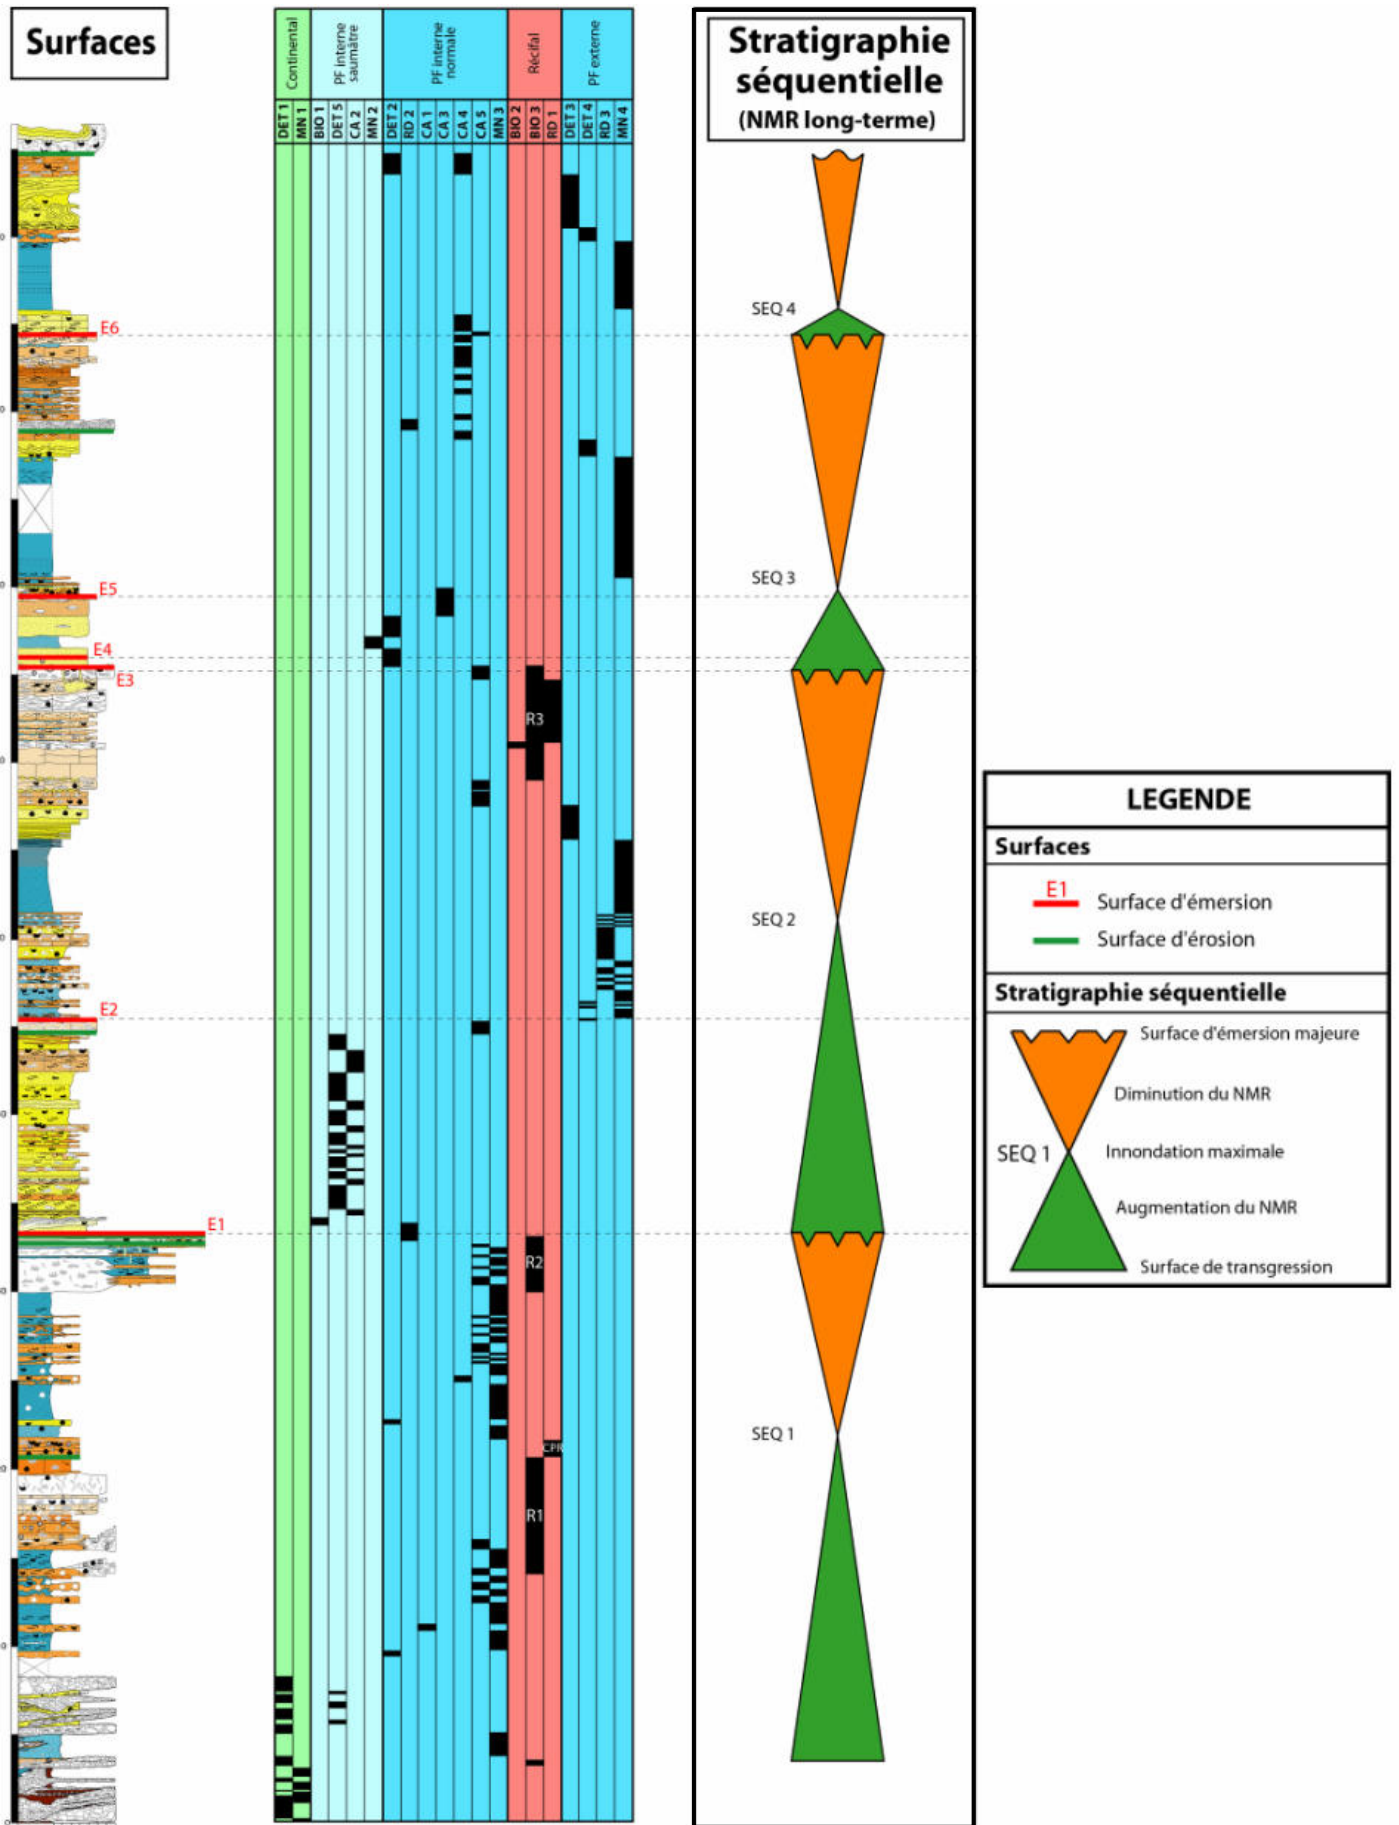 Surfaces
Continental
PF interne
saumâtre
PF interne
normale
Récifal
PF externe
DET 1
MN 1
BIO 1
DET 5
CA 2
MN 2
DET 2
RD 2
CA 1
CA 3
CA 4
CA 5
MN 3
BIO 2
BIO 3
RD 1
DET 3
DET 4
RD 3
MN 4
Stratigraphie
séquentielle
(NMR long-terme)
SEQ 4
E6
SEQ 3
E5
E4
E3
R3
SEQ 2
E2
E1
R2
SEQ 1
CPR
R1
LEGENDE
Surfaces
E1
Surface d'émersion
Surface d'érosion
Stratigraphie séquentielle
Surface d'émersion majeure
Diminution du NMR
SEQ 1
Innondation maximale
Augmentation du NMR
Surface de transgression